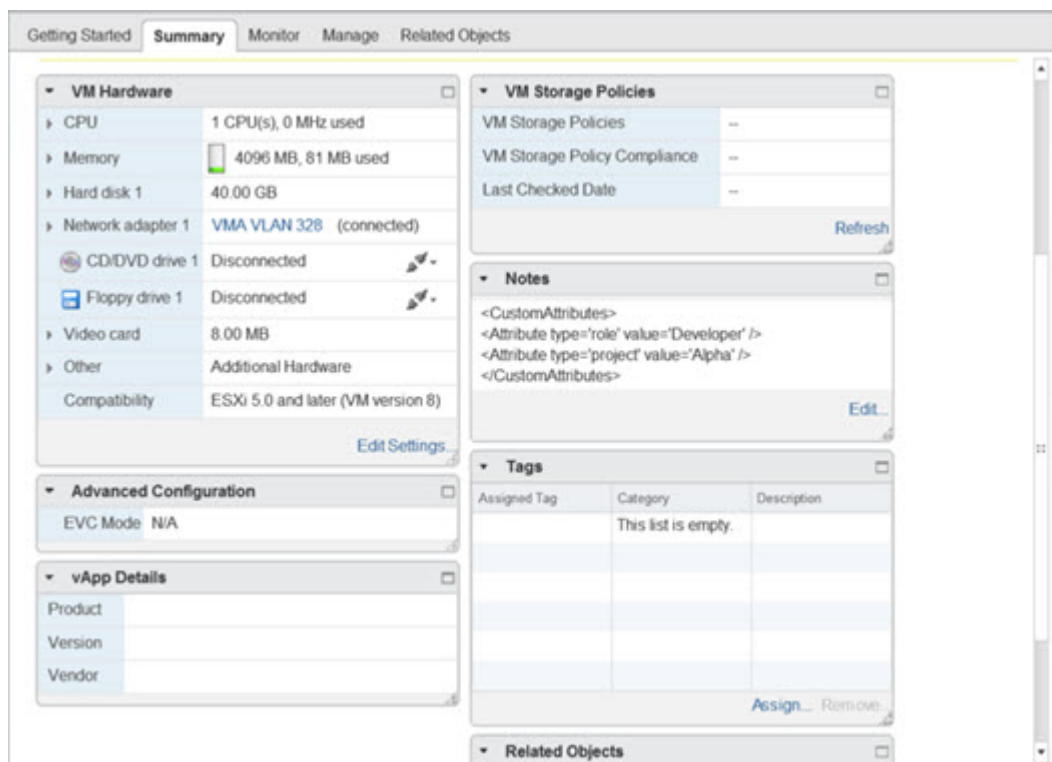 Getting Started Summary Monitor Manage Related Objects
VM Hardware
CPU 1 CPU(s), 0 MHz used
Memory 4096 MB, 81 MB used
Hard disk 1 40.00 GB
Network adapter 1 VMA VLAN 328 (connected)
CD/DVD drive 1 Disconnected
Floppy drive 1 Disconnected
Video card 8.00 MB
Other Additional Hardware
Compatibility ESXi 5.0 and later (VM version 8)
Edit Settings...
Advanced Configuration
EVC Mode N/A
vApp Details
Product
Version
Vendor
VM Storage Policies
VM Storage Policies --
VM Storage Policy Compliance --
Last Checked Date --
Refresh
Notes
<CustomAttributes>
<Attribute type='role' value='Developer' />
<Attribute type='project' value='Alpha' />
</CustomAttributes>
Edit...
Tags
Assigned Tag Category Description
This list is empty.
Assign... Remove...
Related Objects